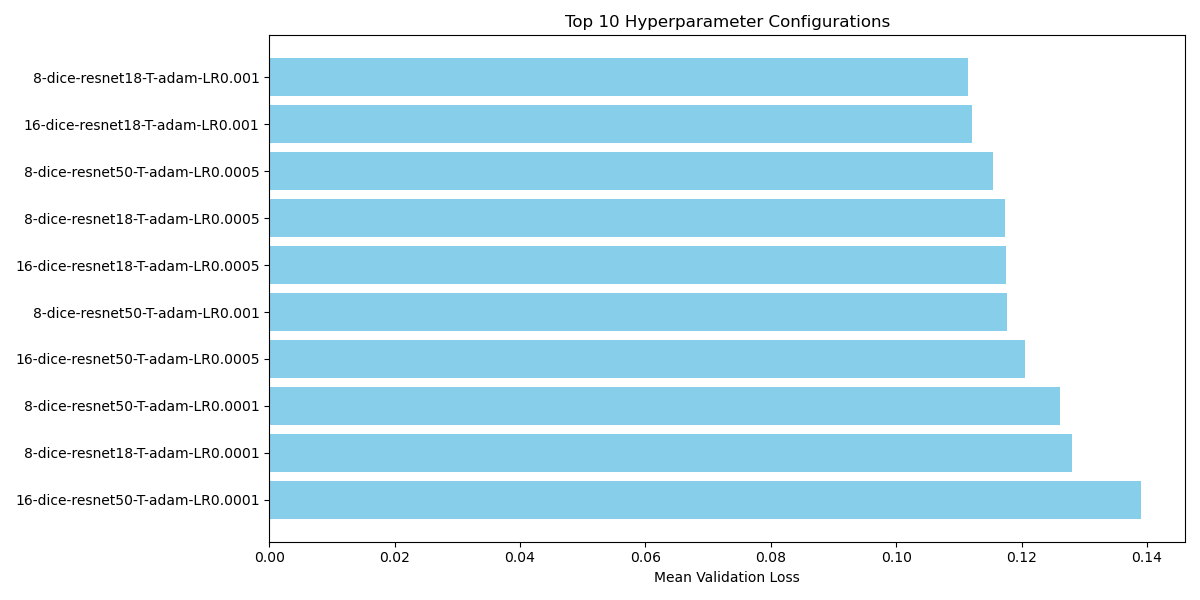 Top 10 Hyperparameter Configurations
8-dice-resnet18-T-adam-LR0.001
16-dice-resnet18-T-adam-LR0.001
8-dice-resnet50-T-adam-LR0.0005
8-dice-resnet18-T-adam-LR0.0005
16-dice-resnet18-T-adam-LR0.0005
8-dice-resnet50-T-adam-LR0.001
16-dice-resnet50-T-adam-LR0.0005
8-dice-resnet50-T-adam-LR0.0001
8-dice-resnet18-T-adam-LR0.0001
16-dice-resnet50-T-adam-LR0.0001
0.00 0.02 0.04 0.06 0.08 0.10 0.12 0.14
Mean Validation Loss